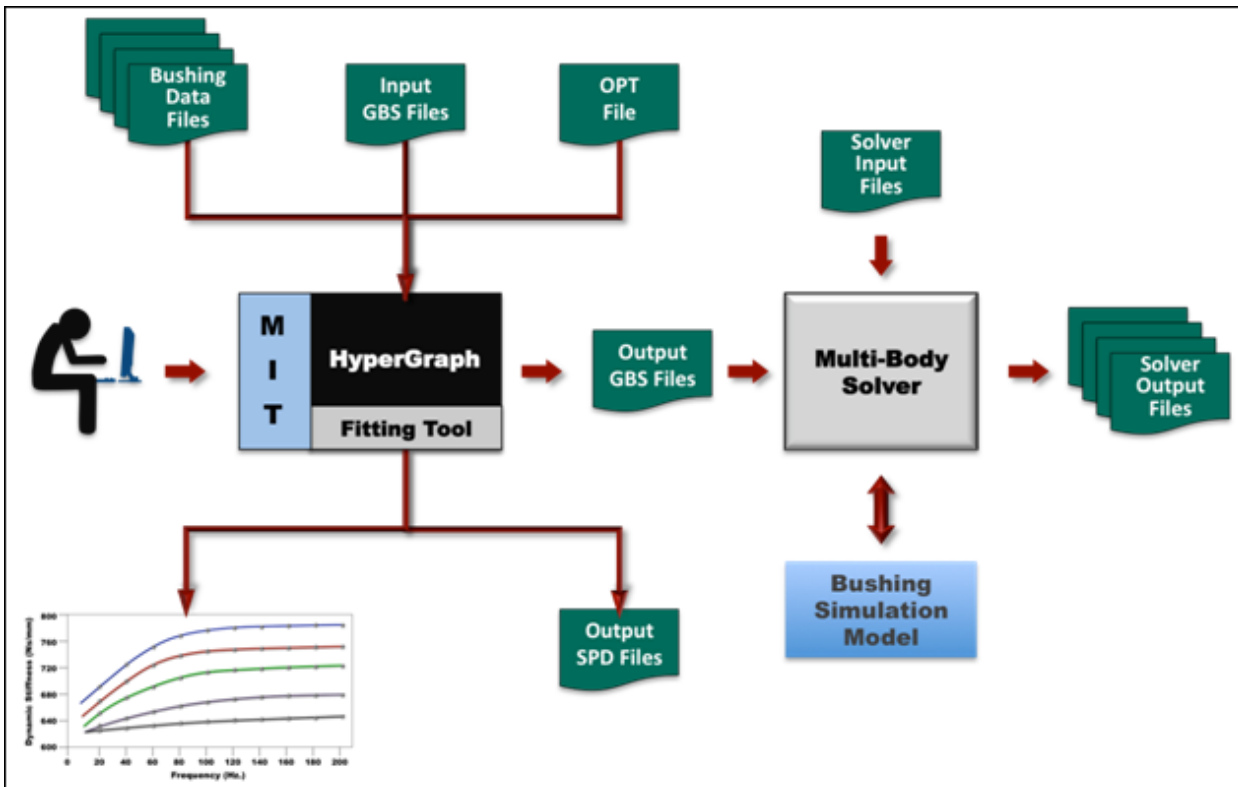 Bushing
Data
Files
Input
GBS Files
OPT
File
Solver
Input
Files
M
I
T
HyperGraph
Fitting Tool
Output
GBS Files
Multi-Body
Solver
Solver
Output
Files
Bushing
Simulation
Model
Output
SPD Files
Dynamic Stiffness (Ns/mm)
800
760
720
680
640
600
0 20 40 60 80 100 120 140 160 180 200
Frequency (Hz.)